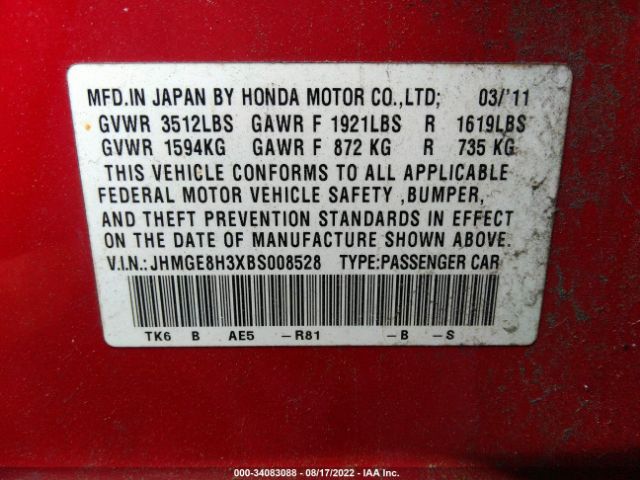 MFD.IN JAPAN BY HONDA MOTOR CO.,LTD; 03/'11
GVWR 3512LBS GAWR F 1921LBS R 1619LBS
GVWR 1594KG GAWR F 872 KG R 735 KG
THIS VEHICLE CONFORMS TO ALL APPLICABLE
FEDERAL MOTOR VEHICLE SAFETY ,BUMPER,
AND THEFT PREVENTION STANDARDS IN EFFECT
ON THE DATE OF MANUFACTURE SHOWN ABOVE.
V.I.N.:JHMGE8H3XBS008528 TYPE:PASSENGER CAR
TK6 B AE5 –R81 –B –S
000-34083088 - 08/17/2022 - IAA Inc.